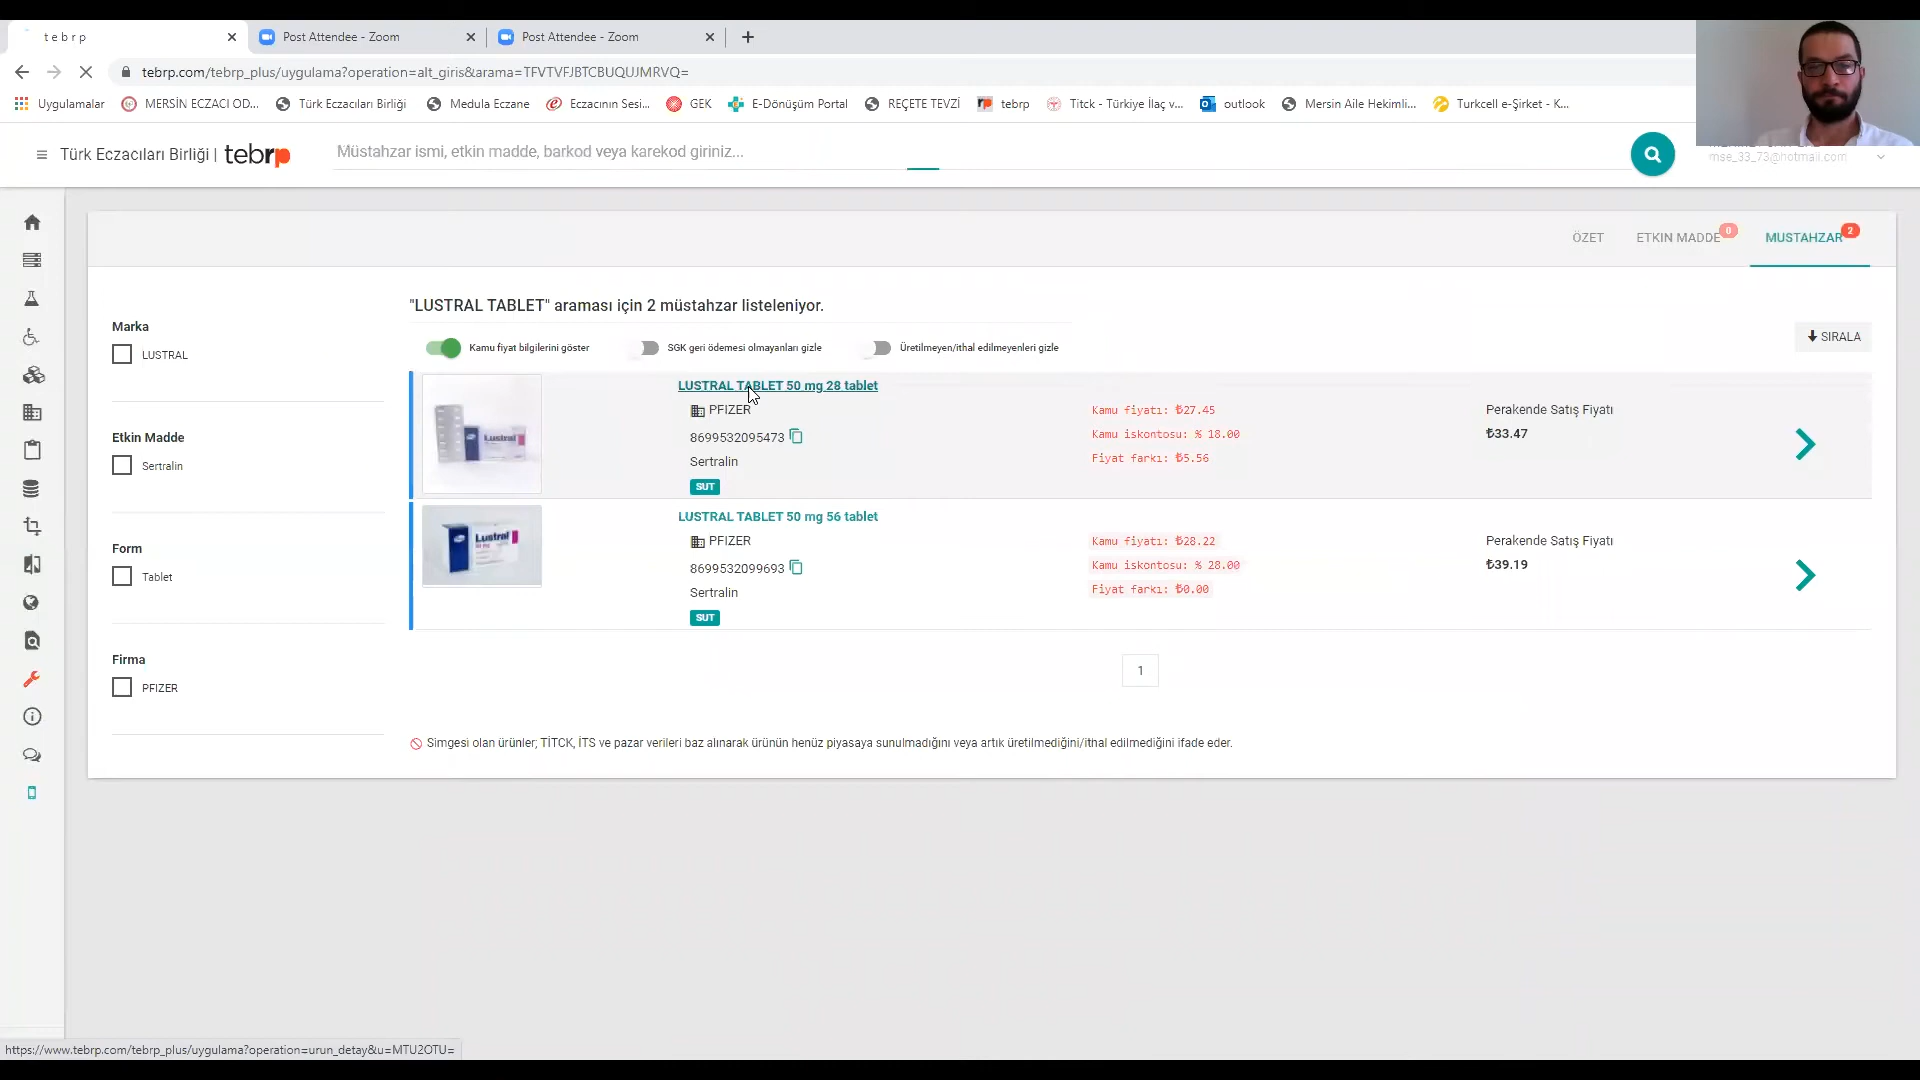 t e b r p
Post Attendee - Zoom
Post Attendee - Zoom
tebrp.com/tebrp_plus/uygulama?operation=alt_giris&arama=TFVTVFJBTCBUQUJMRVQ=
Uygulamalar
MERSİN ECZACI OD...
Türk Eczacıları Birliği
Medula Eczane
Eczacının Sesi...
GEK
E-Dönüşüm Portal
REÇETE TEVZİ
tebrp
Titck - Türkiye İlaç v...
outlook
Mersin Aile Hekimli...
Turkcell e-Şirket - K...
Türk Eczacıları Birliği | tebrp
Müstahzar ismi, etkin madde, barkod veya karekod giriniz...
mse_33_73@hotmail.com
ÖZET
ETKIN MADDE 0
MUSTAHZAR 2
"LUSTRAL TABLET" araması için 2 müstahzar listeleniyor.
Marka
LUSTRAL
Kamu fiyat bilgilerini göster
SGK geri ödemesi olmayanları gizle
Üretilmeyen/ithal edilmeyenleri gizle
SIRALA
LUSTRAL TABLET 50 mg 28 tablet
PFIZER
8699532095473
Sertralin
SUT
Lustral
Kamu fiyatı: ₺27.45
Kamu iskontosu: % 18.00
Fiyat farkı: ₺5.56
Perakende Satış Fiyatı
₺33.47
Etkin Madde
Sertralin
LUSTRAL TABLET 50 mg 56 tablet
PFIZER
8699532099693
Sertralin
SUT
Lustral
Kamu fiyatı: ₺28.22
Kamu iskontosu: % 28.00
Fiyat farkı: ₺0.00
Perakende Satış Fiyatı
₺39.19
Form
Tablet
Firma
PFIZER
1
Simgesi olan ürünler; TİTCK, İTS ve pazar verileri baz alınarak ürünün henüz piyasaya sunulmadığını veya artık üretilmediğini/ithal edilmediğini ifade eder.
https://www.tebrp.com/tebrp_plus/uygulama?operation=urun_detay&u=MTU2OTU=